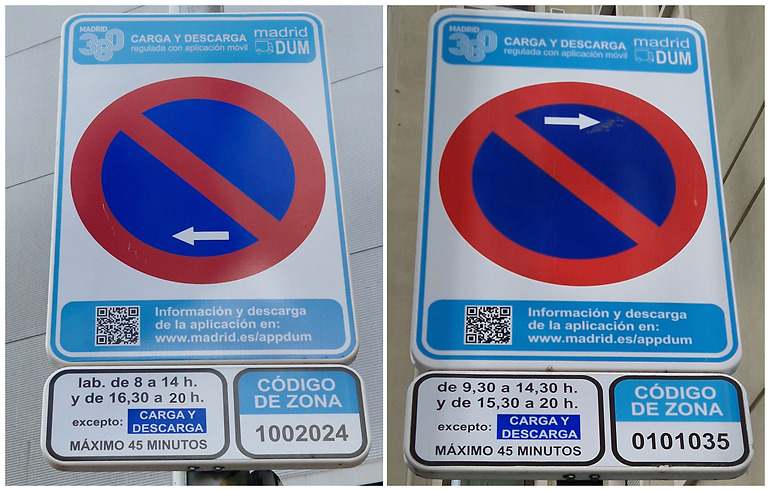 MADRID
360
CARGA Y DESCARGA
regulada con aplicación móvil
madrid
DUM
Información y descarga
de la aplicación en:
www.madrid.es/appdum
lab. de 8 a 14 h.
y de 16,30 a 20 h.
excepto: CARGA Y
DESCARGA
MÁXIMO 45 MINUTOS
CÓDIGO
DE ZONA
1002024
MADRID
360
CARGA Y DESCARGA
regulada con aplicación móvil
madrid
DUM
Información y descarga
de la aplicación en:
www.madrid.es/appdum
de 9,30 a 14,30 h.
y de 15,30 a 20 h.
excepto: CARGA Y
DESCARGA
MÁXIMO 45 MINUTOS
CÓDIGO
DE ZONA
0101035